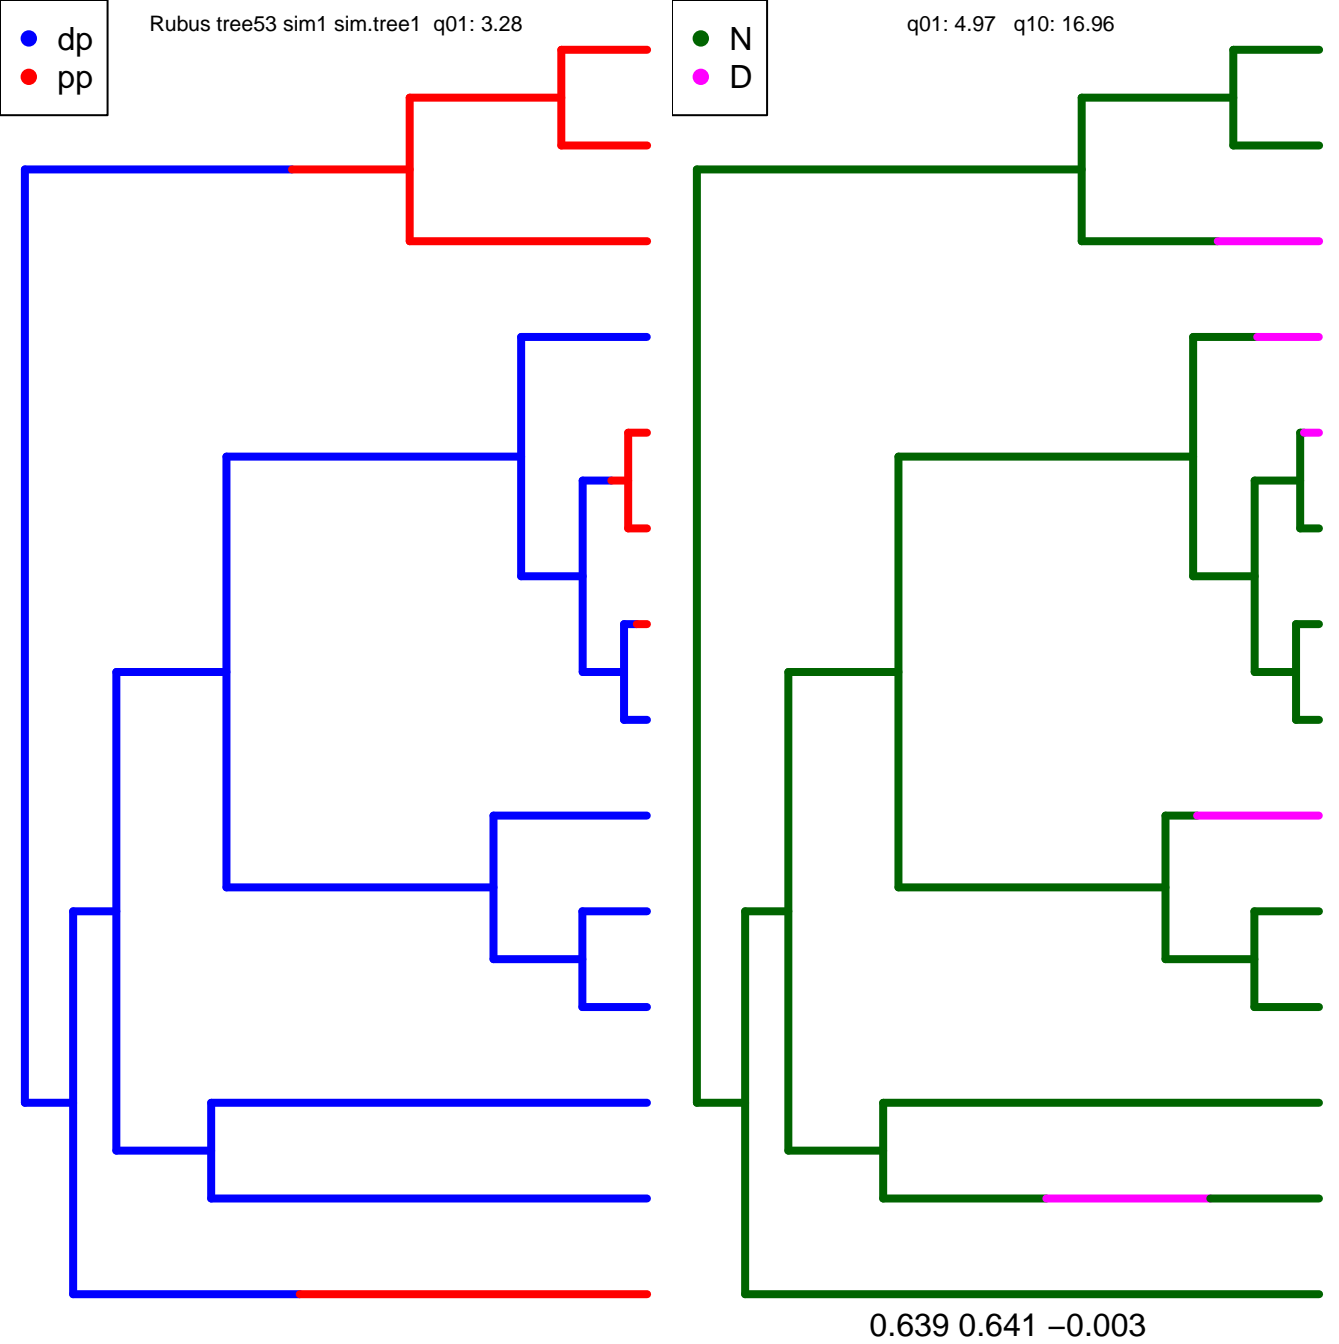 dp
pp
Rubus tree53 sim1 sim.tree1 q01: 3.28
N
D
q01: 4.97 q10: 16.96
0.639 0.641 −0.003